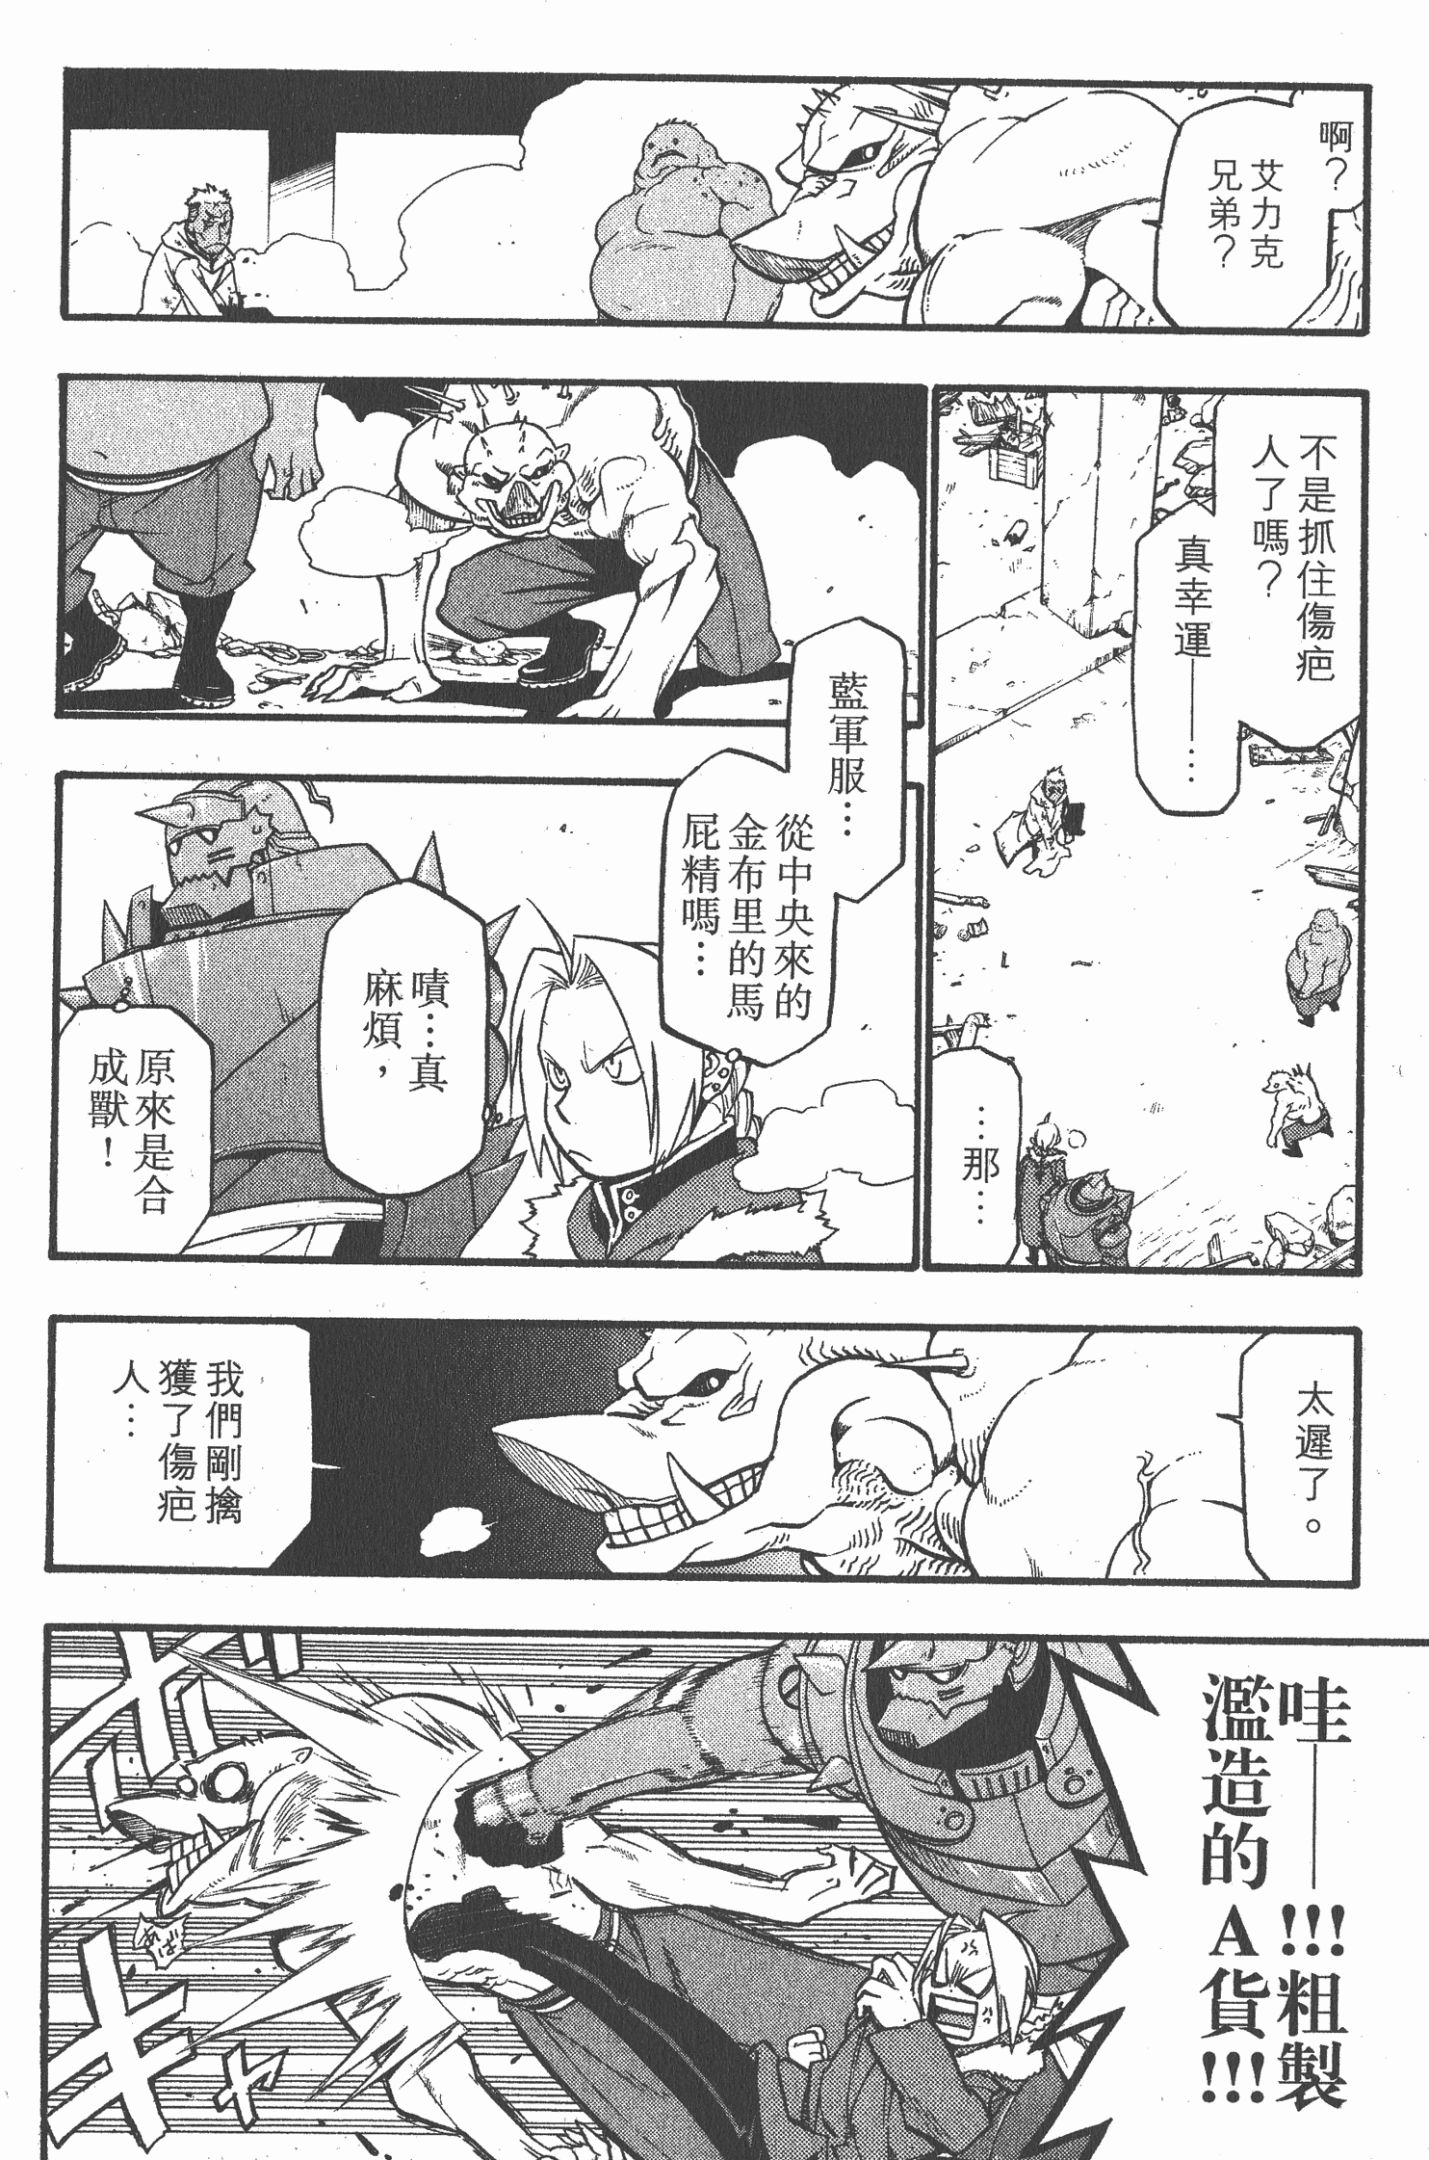 啊？
艾力克
兄弟？
不是抓住傷疤
人了嗎？
真幸運——…
…那…
藍軍服…
從中央來的
金布里的馬
屁精嗎…
嘖…真
麻煩，
原來是合
成獸！
太遲了。
我們剛擒
獲了傷疤
人…
哇——!!!粗製
濫造的A貨!!!
あばば